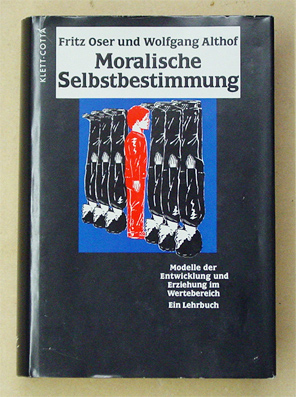 KLETT-COTTA
Fritz Oser und Wolfgang Althof
Moralische
Selbstbestimmung
Modelle der
Entwicklung und
Erziehung im
Wertebereich
Ein Lehrbuch